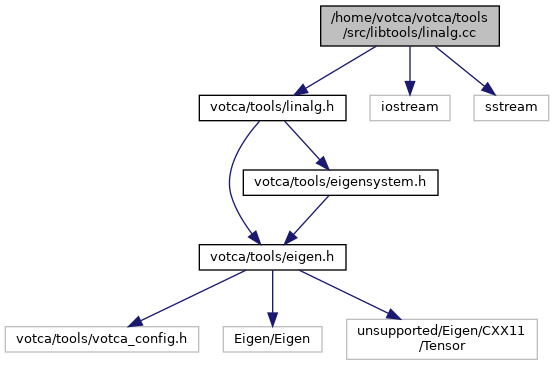 /home/votca/votca/tools
/src/libtools/linalg.cc
votca/tools/linalg.h
iostream
sstream
votca/tools/eigensystem.h
votca/tools/eigen.h
votca/tools/votca_config.h
Eigen/Eigen
unsupported/Eigen/CXX11
/Tensor